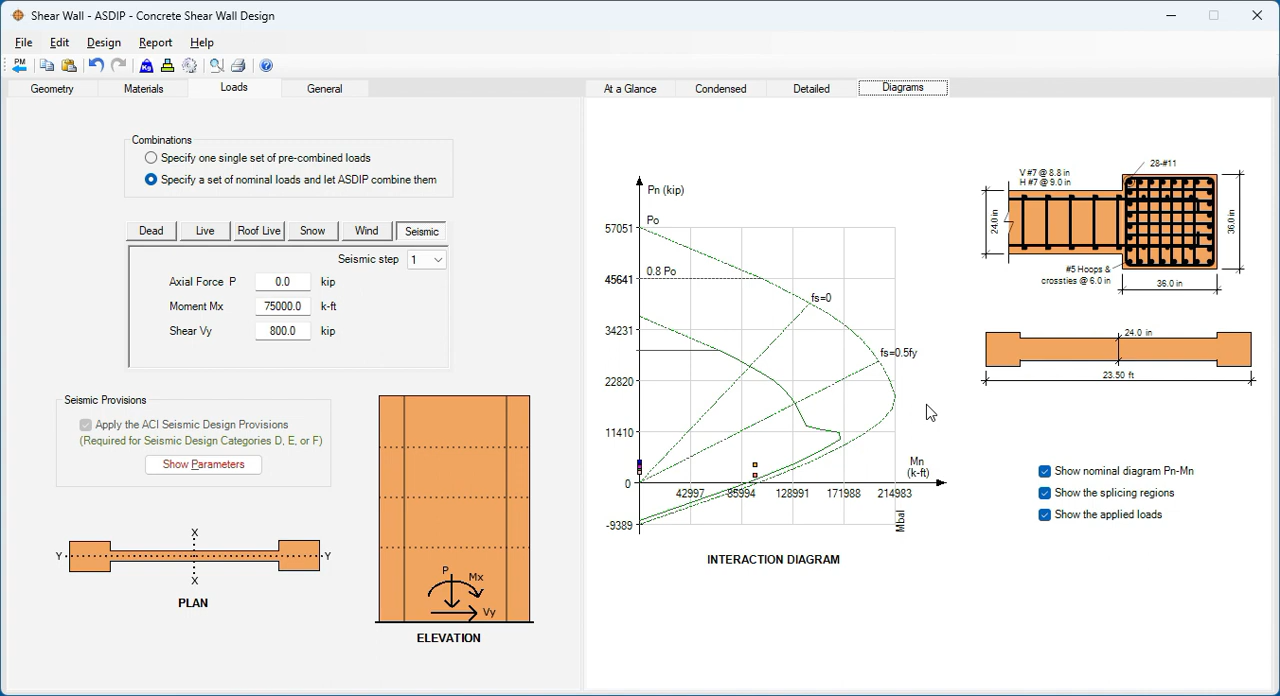 Shear Wall - ASDIP - Concrete Shear Wall Design
File Edit Design Report Help
PM
Kg
Geometry Materials Loads General
At a Glance Condensed Detailed Diagrams
Combinations
Specify one single set of pre-combined loads
Specify a set of nominal loads and let ASDIP combine them
Dead Live Roof Live Snow Wind Seismic
Seismic step 1
Axial Force P 0.0 kip
Moment Mx 75000.0 k-ft
Shear Vy 800.0 kip
Seismic Provisions
Apply the ACI Seismic Design Provisions
(Required for Seismic Design Categories D, E, or F)
Show Parameters
X
Y Y
X
PLAN
P
Mx
Vy
ELEVATION
Pn (kip)
Po
57051
0.8 Po
45641
fs=0
34231
fs=0.5fy
22820
11410
Mn
(k-ft)
0
42997 85994 128991 171988 214983
-9389
Mbal
INTERACTION DIAGRAM
28-#11
V #7 @ 8.8 in
H #7 @ 9.0 in
24.0 in
36.0 in
#5 Hoops &
crossties @ 6.0 in
36.0 in
24.0 in
23.50 ft
Show nominal diagram Pn-Mn
Show the splicing regions
Show the applied loads